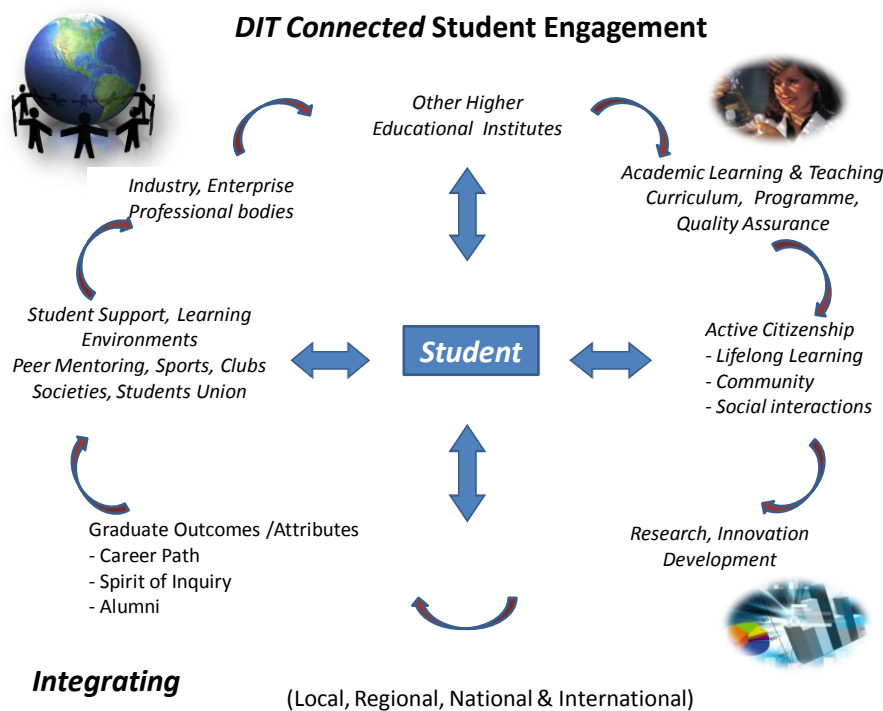 DIT Connected Student Engagement
Other Higher
Educational Institutes
Academic Learning & Teaching
Curriculum, Programme,
Quality Assurance
Industry, Enterprise
Professional bodies
Student Support, Learning
Environments
Peer Mentoring, Sports, Clubs
Societies, Students Union
Student
Active Citizenship
- Lifelong Learning
- Community
- Social interactions
Graduate Outcomes /Attributes
- Career Path
- Spirit of Inquiry
- Alumni
Research, Innovation
Development
Integrating
(Local, Regional, National & International)